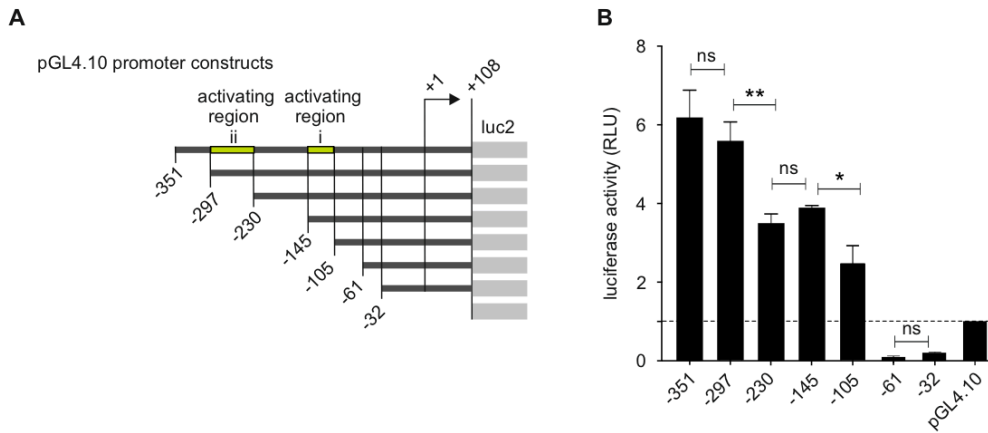 A
pGL4.10 promoter constructs
activating
region
ii
activating
region
i
+1
+108
luc2
-351
-297
-230
-145
-105
-61
-32
B
luciferase activity (RLU)
8
6
4
2
0
ns
**
ns
*
ns
-351
-297
-230
-145
-105
-61
-32
pGL4.10